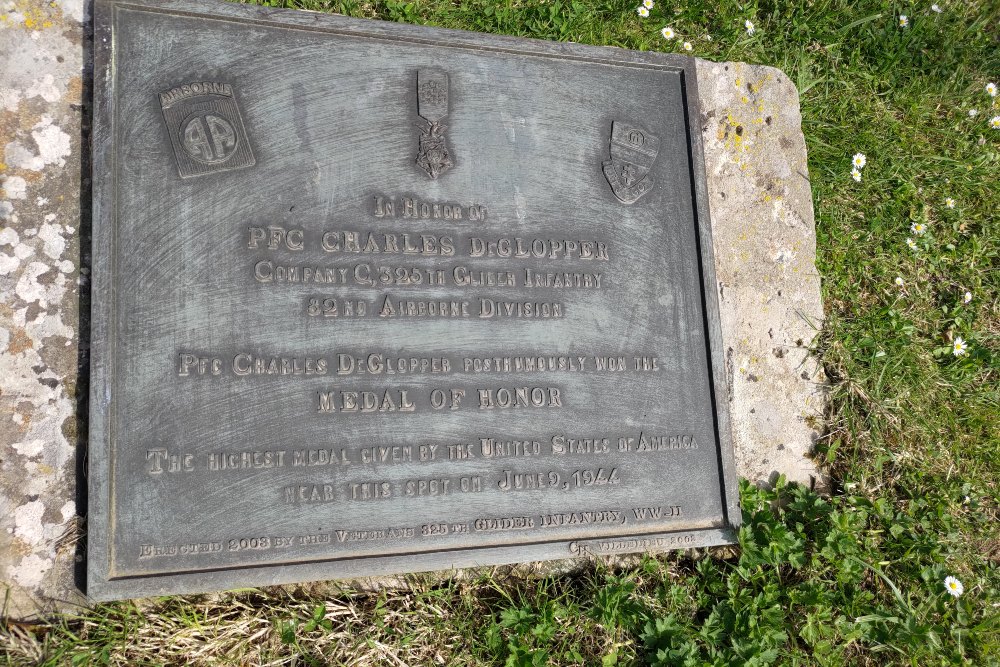 AIRBORNE
AA
IN HONOR OF
PFC CHARLES DEGLOPPER
COMPANY C, 325TH GLIDER INFANTRY
82ND AIRBORNE DIVISION
PFC CHARLES DEGLOPPER POSTHUMOUSLY WON THE
MEDAL OF HONOR
THE HIGHEST MEDAL GIVEN BY THE UNITED STATES OF AMERICA
NEAR THIS SPOT ON JUNE 9, 1944
ERECTED 2003 BY THE VETERANS 325TH GLIDER INFANTRY, WW-II